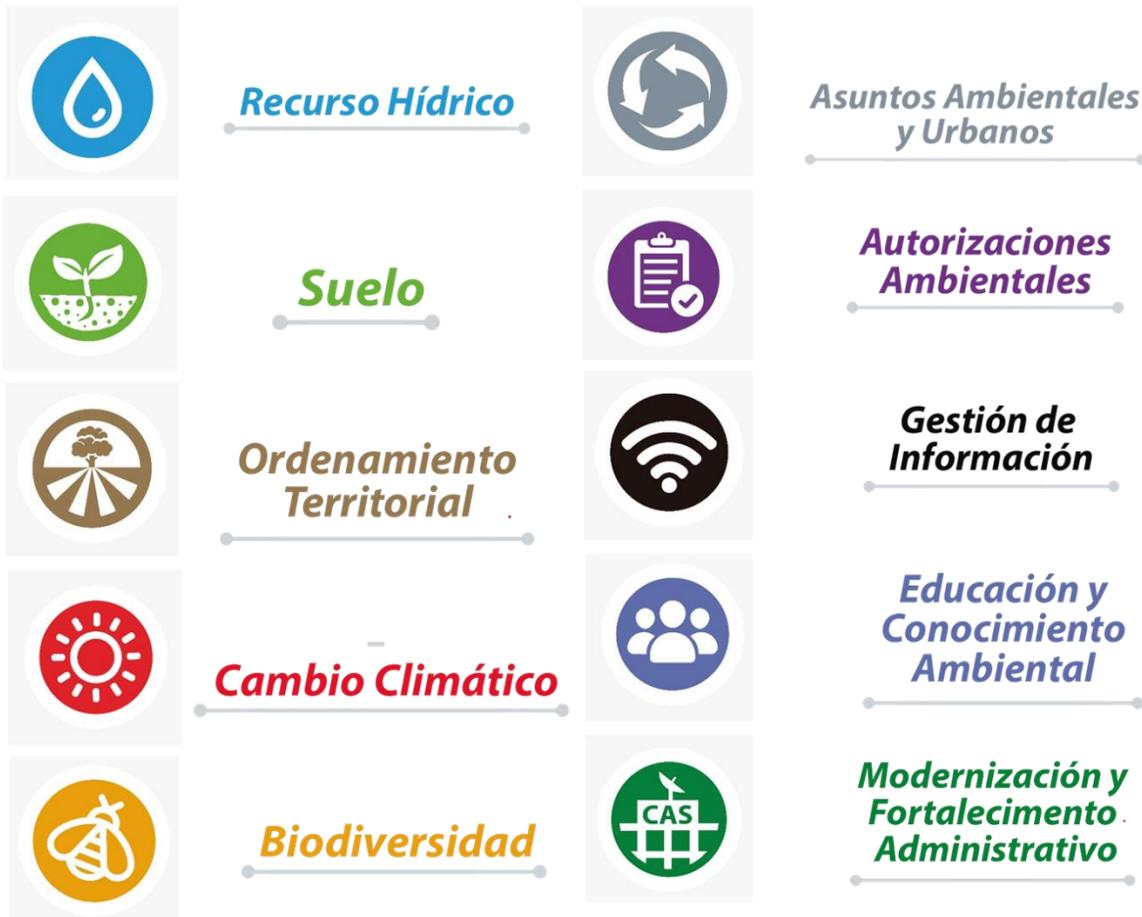 Recurso Hídrico
Suelo
Ordenamiento
Territorial
Cambio Climático
Biodiversidad
Asuntos Ambientales
y Urbanos
Autorizaciones
Ambientales
Gestión de
Información
Educación y
Conocimiento
Ambiental
CAS
Modernización y
Fortalecimento
Administrativo